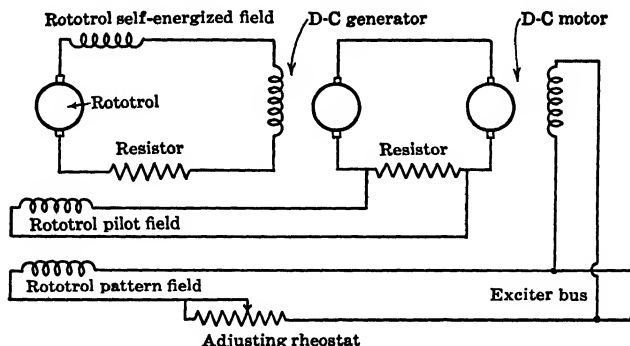 Rototrol self-energized field
D-C generator
D-C motor
Rototrol
Resistor
Resistor
Rototrol pilot field
Rototrol pattern field
Exciter bus
Adjusting rheostat